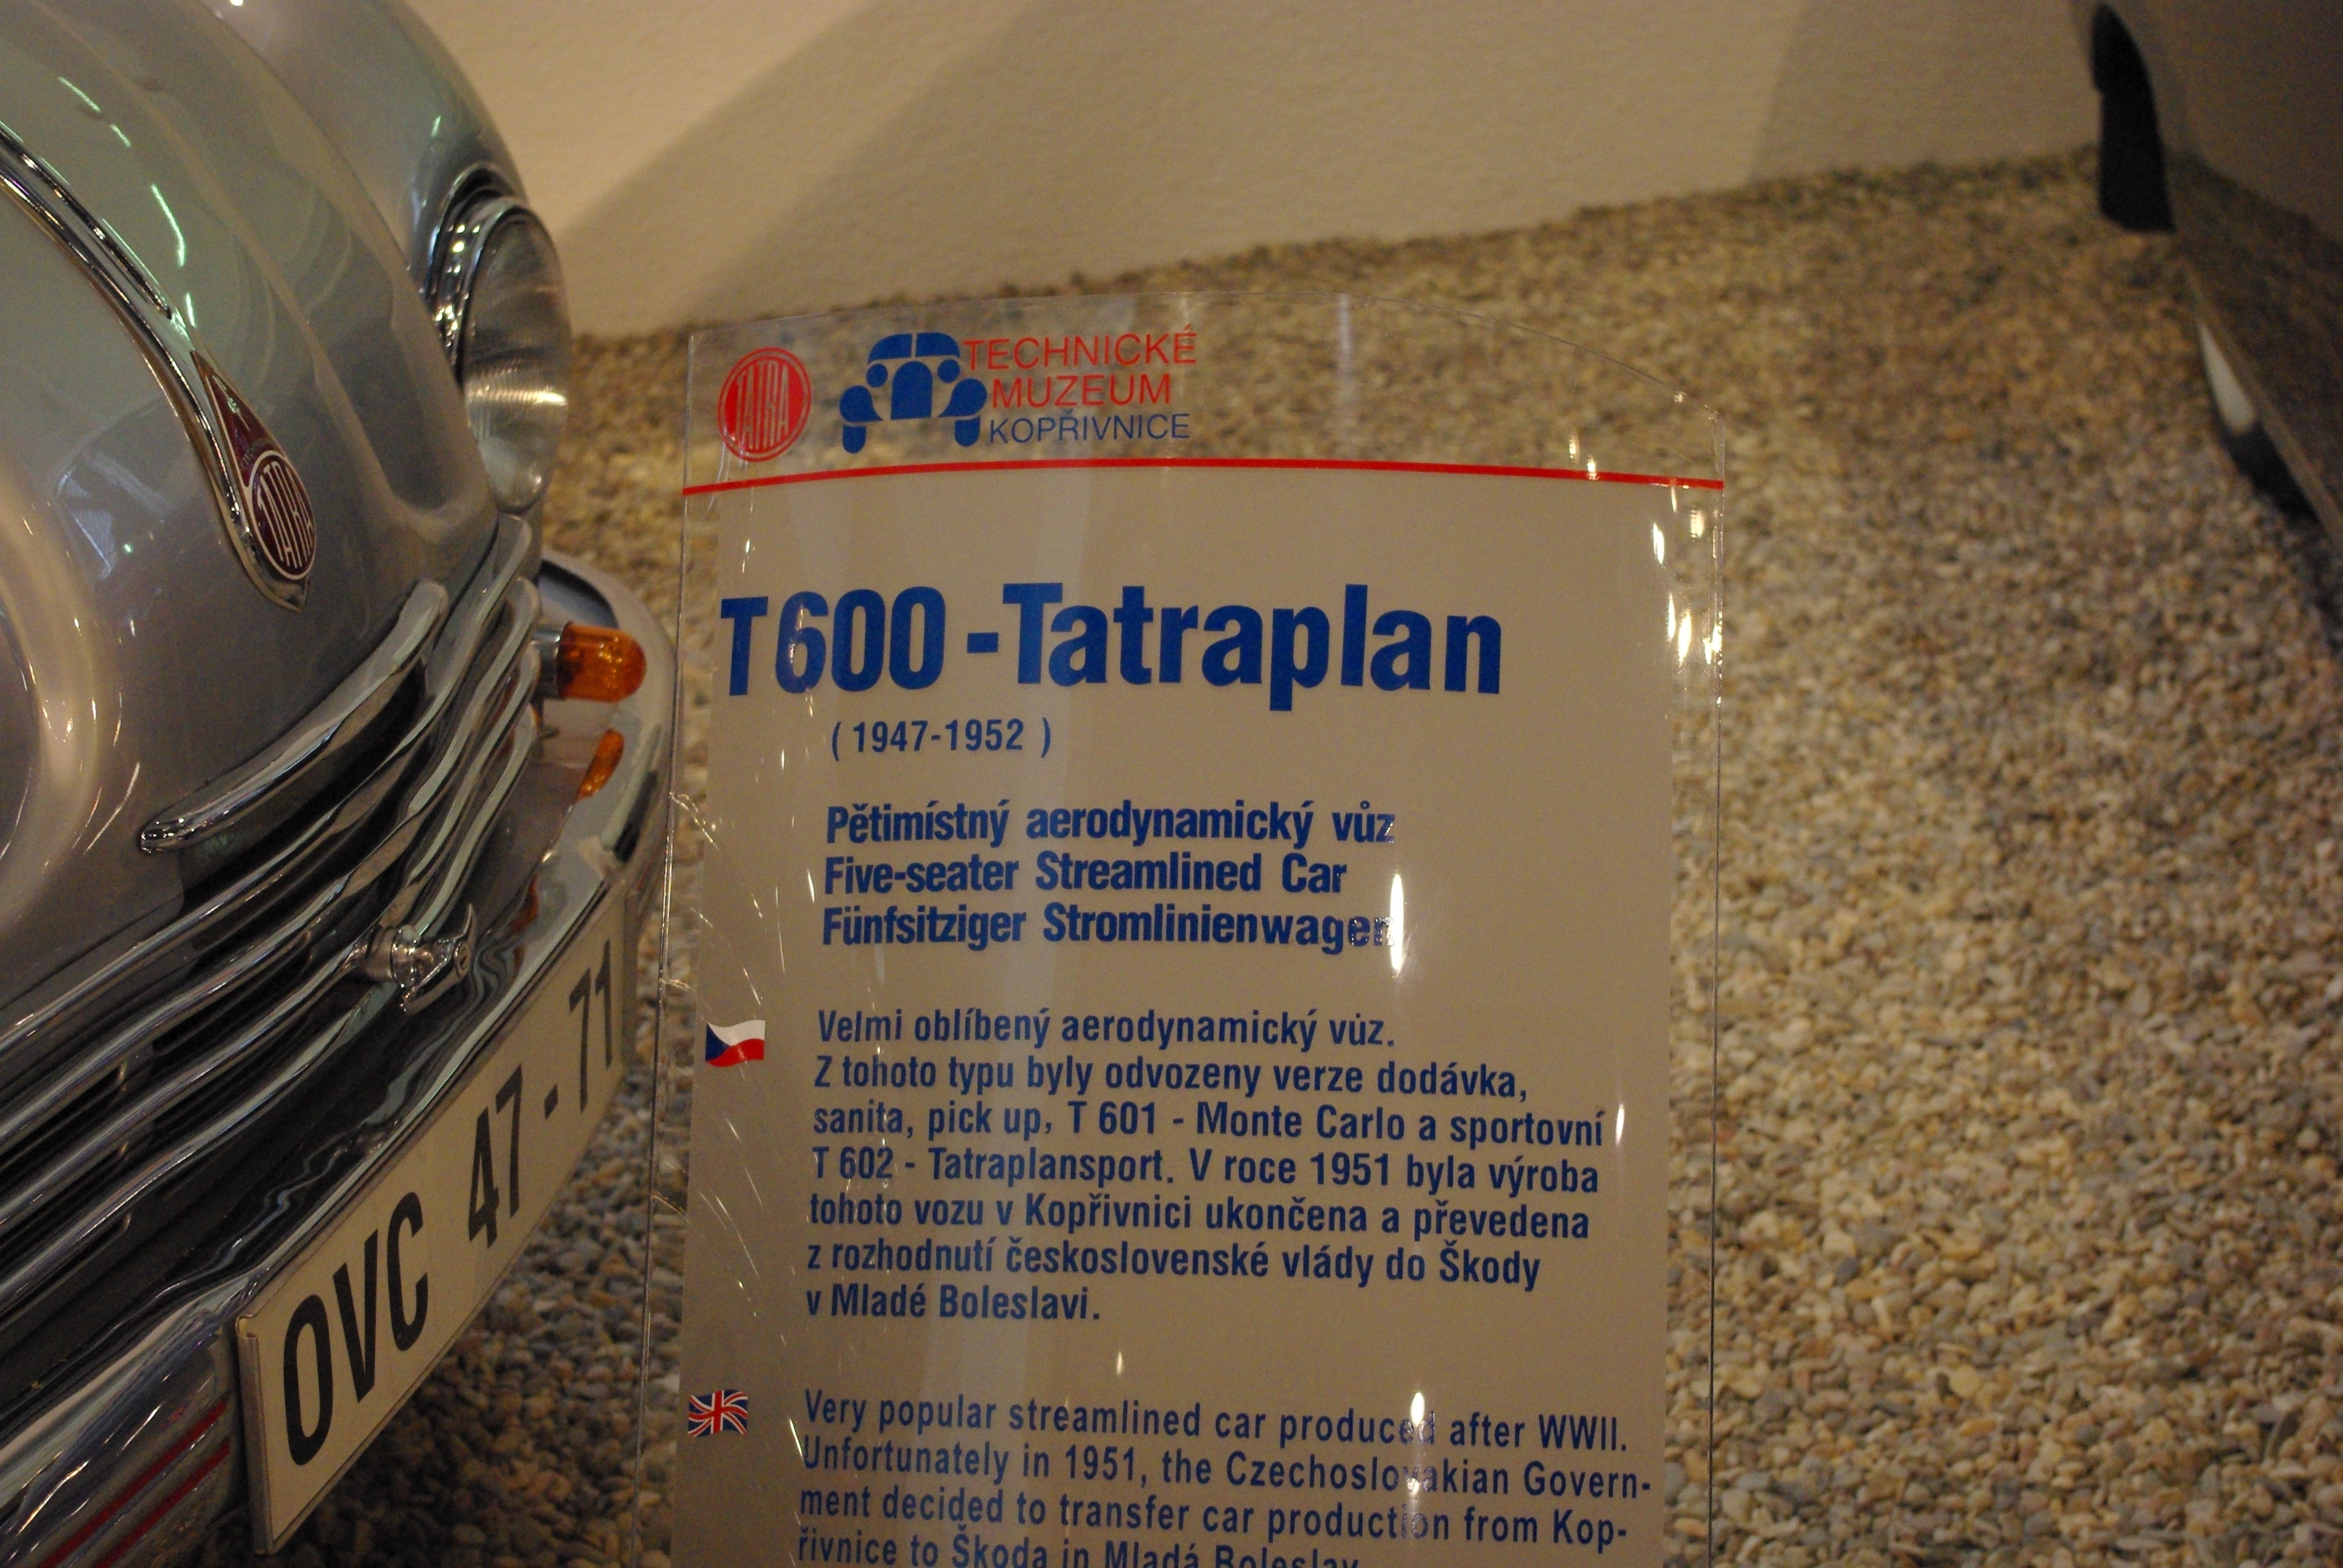 TATRA
TECHNICKÉ
MUZEUM
KOPŘIVNICE
T 600 - Tatraplan
( 1947-1952 )
Pětimístný aerodynamický vůz
Five-seater Streamlined Car
Fünfsitziger Stromlinienwagen
Velmi oblíbený aerodynamický vůz.
Z tohoto typu byly odvozeny verze dodávka,
sanita, pick up, T 601 - Monte Carlo a sportovní
T 602 - Tatraplansport. V roce 1951 byla výroba
tohoto vozu v Kopřivnici ukončena a převedena
z rozhodnutí československé vlády do Škody
v Mladé Boleslavi.
Very popular streamlined car produced after WWII.
Unfortunately in 1951, the Czechoslovakian Govern-
ment decided to transfer car production from Kop-
řivnice to Škoda in Mladá Boleslav.
TATRA
OVC 47-71